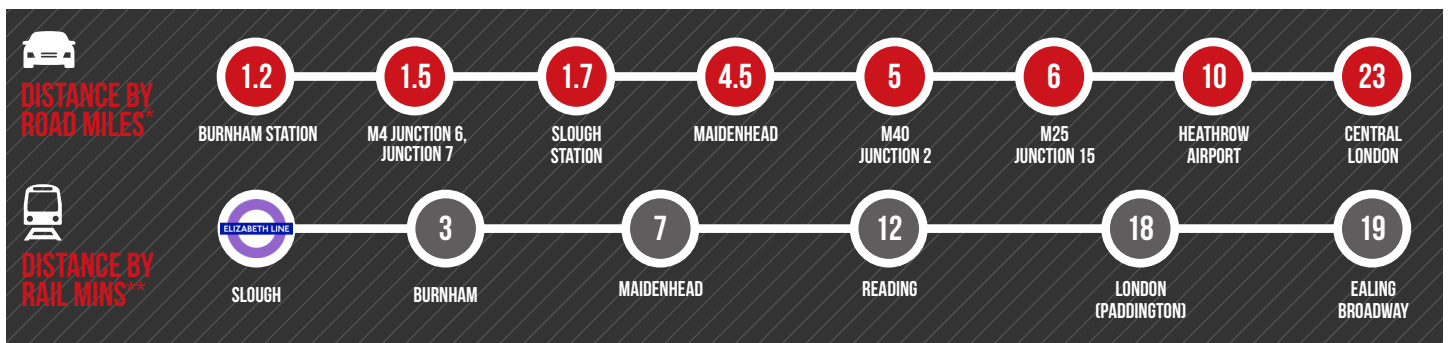 DISTANCE BY
ROAD MILES*
1.2
1.5
1.7
4.5
5
6
10
23
BURNHAM STATION
M4 JUNCTION 6,
JUNCTION 7
SLOUGH
STATION
MAIDENHEAD
M40
JUNCTION 2
M25
JUNCTION 15
HEATHROW
AIRPORT
CENTRAL
LONDON
DISTANCE BY
RAIL MINS**
ELIZABETH LINE
3
7
12
18
19
SLOUGH
BURNHAM
MAIDENHEAD
READING
LONDON
(PADDINGTON)
EALING
BROADWAY